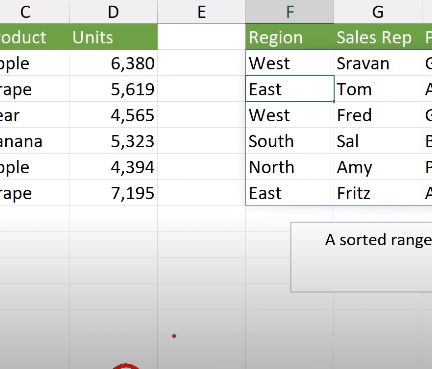 C D E F G
oduct Units Region Sales Rep P
pple 6,380 West Sravan G
rape 5,619 East Tom A
ear 4,565 West Fred G
anana 5,323 South Sal B
pple 4,394 North Amy P
rape 7,195 East Fritz A
A sorted range